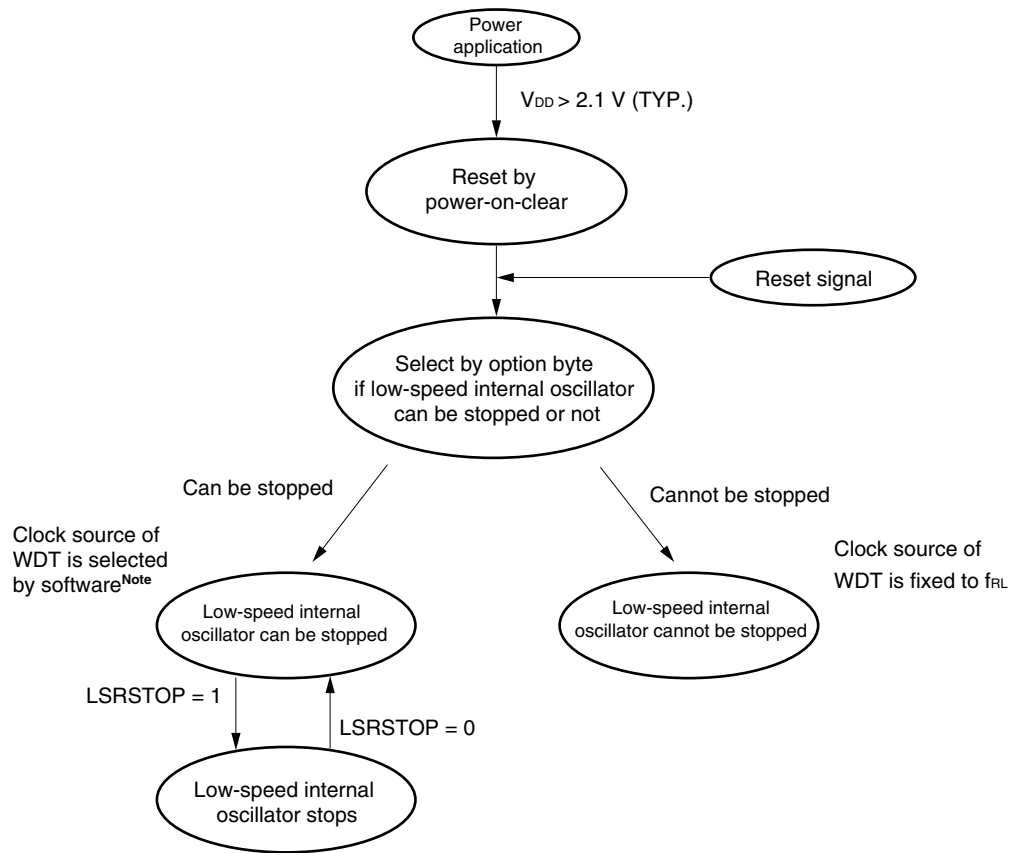 Power
application
VDD > 2.1 V (TYP.)
Reset by
power-on-clear
Reset signal
Select by option byte
if low-speed internal oscillator
can be stopped or not
Can be stopped
Cannot be stopped
Clock source of
WDT is selected
by softwareNote
Clock source of
WDT is fixed to fRL
Low-speed internal
oscillator can be stopped
Low-speed internal
oscillator cannot be stopped
LSRSTOP = 1
LSRSTOP = 0
Low-speed internal
oscillator stops